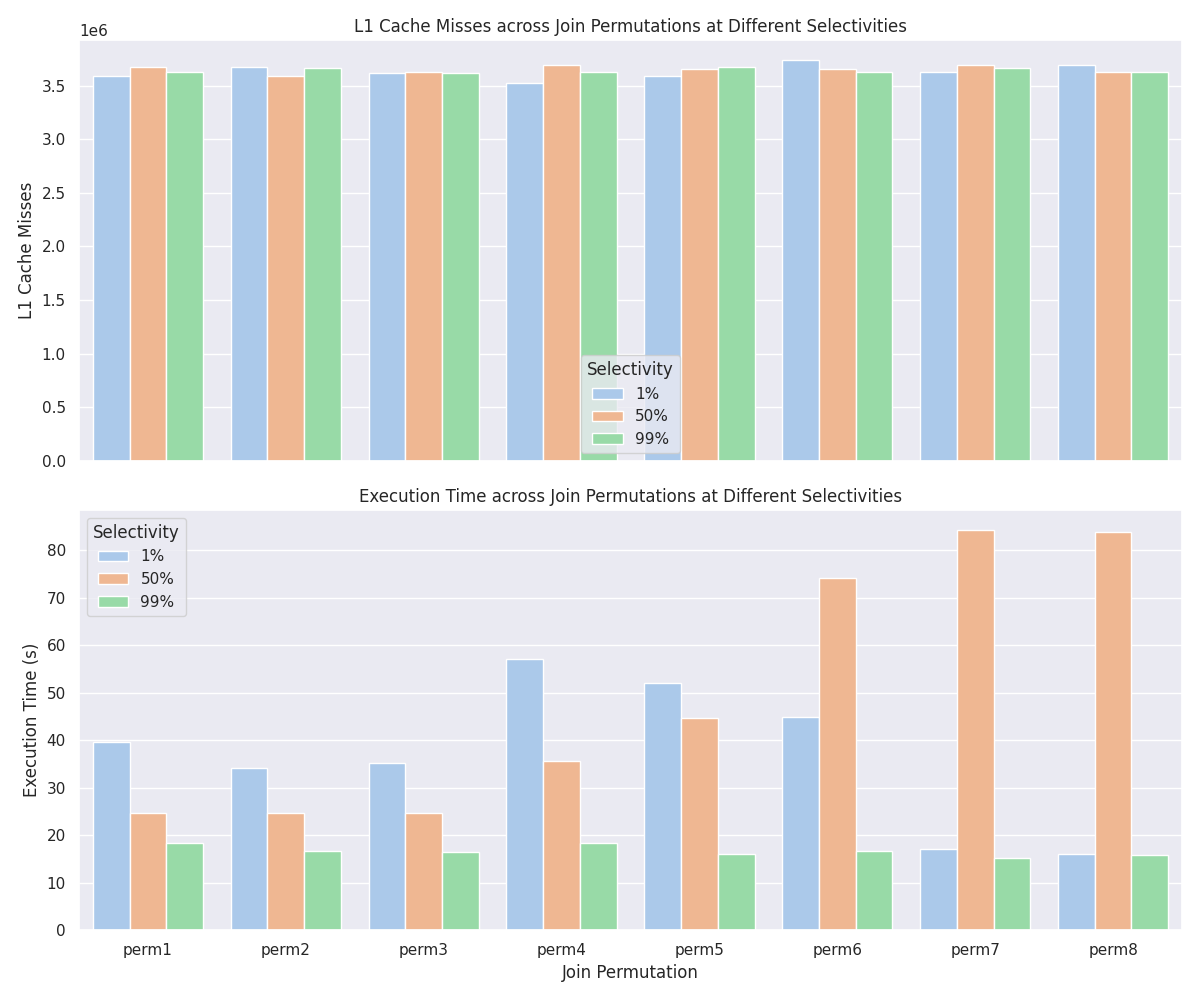 L1 Cache Misses across Join Permutations at Different Selectivities
1e6
3.5
3.0
2.5
2.0
1.5
1.0
0.5
0.0
L1 Cache Misses
Selectivity
1%
50%
99%
Execution Time across Join Permutations at Different Selectivities
Selectivity
1%
50%
99%
80
70
60
50
40
30
20
10
0
Execution Time (s)
perm1 perm2 perm3 perm4 perm5 perm6 perm7 perm8
Join Permutation